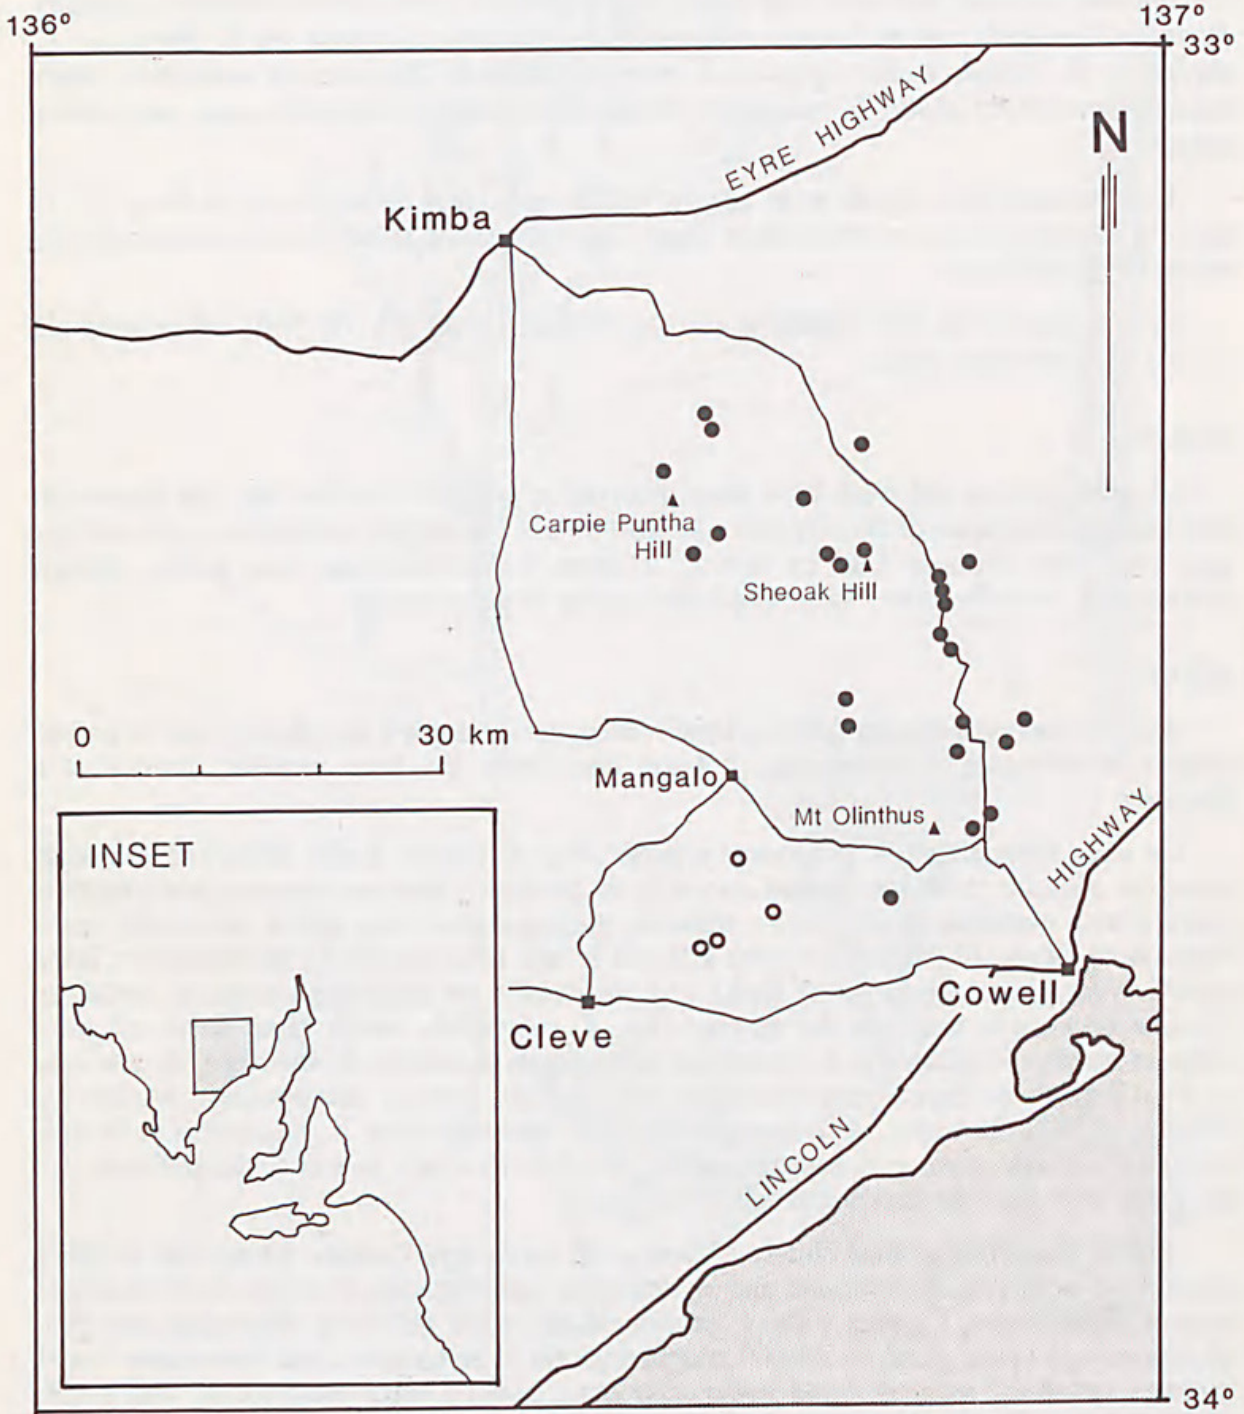 136°
137°
33°
EYRE HIGHWAY
N
Kimba
Carpie Puntha
Hill
Sheoak Hill
0 30 km
Mangalo
Mt Olinthus
HIGHWAY
INSET
Cowell
Cleve
LINCOLN
34°